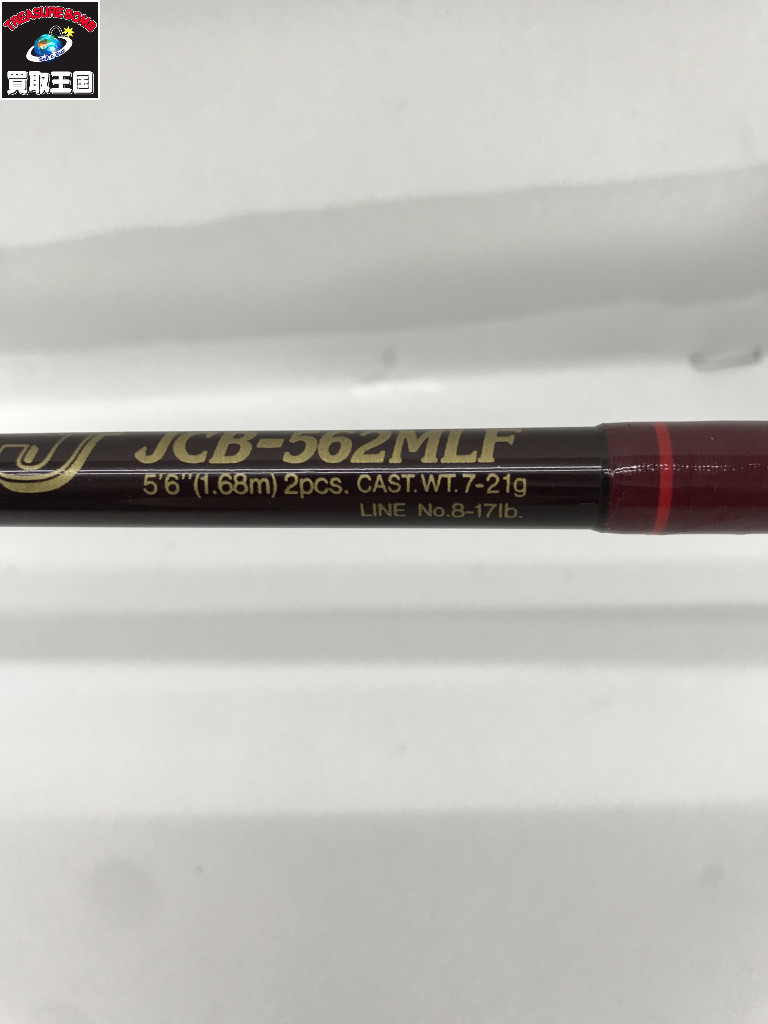 TREASURE BOMB
買取王国
JCB-562MLF
5'6"(1.68m) 2pcs. CAST.WT.7-21g
LINE No.8-17lb.